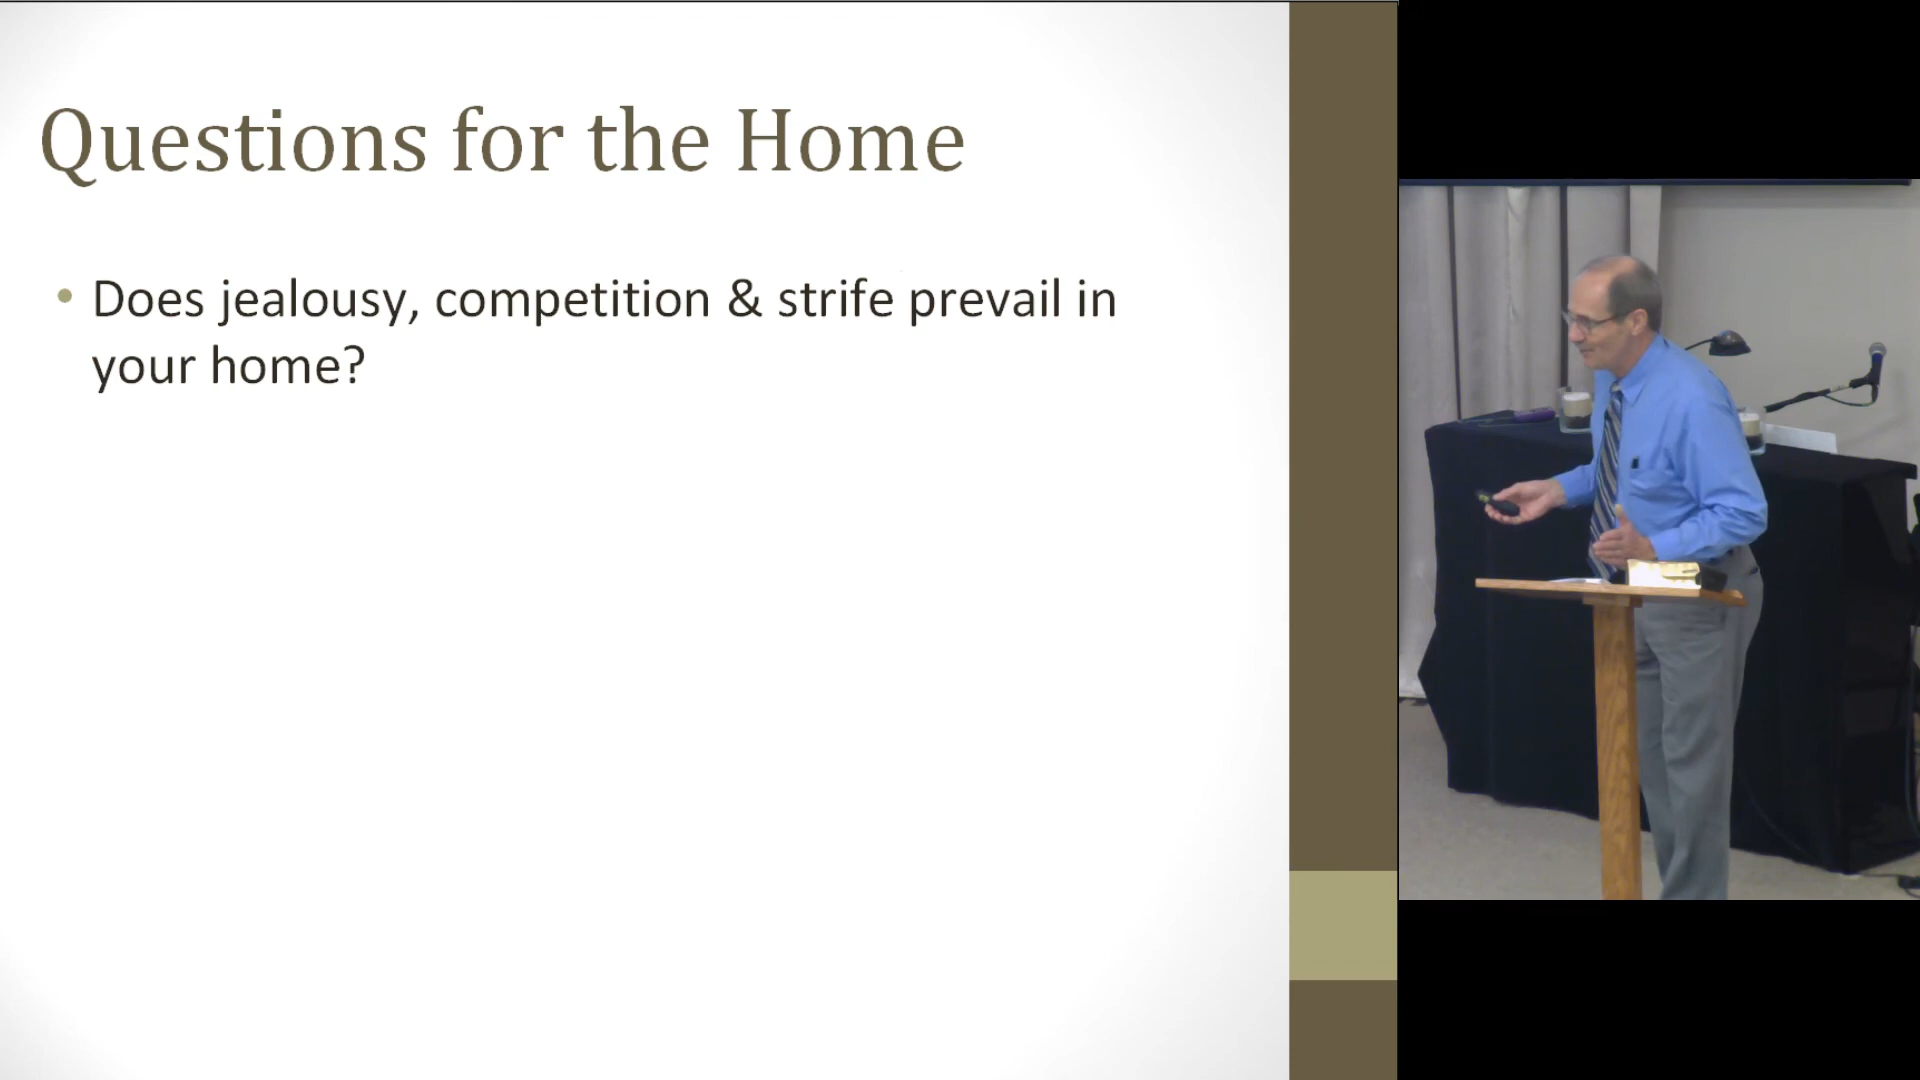 Questions for the Home
• Does jealousy, competition & strife prevail in
your home?